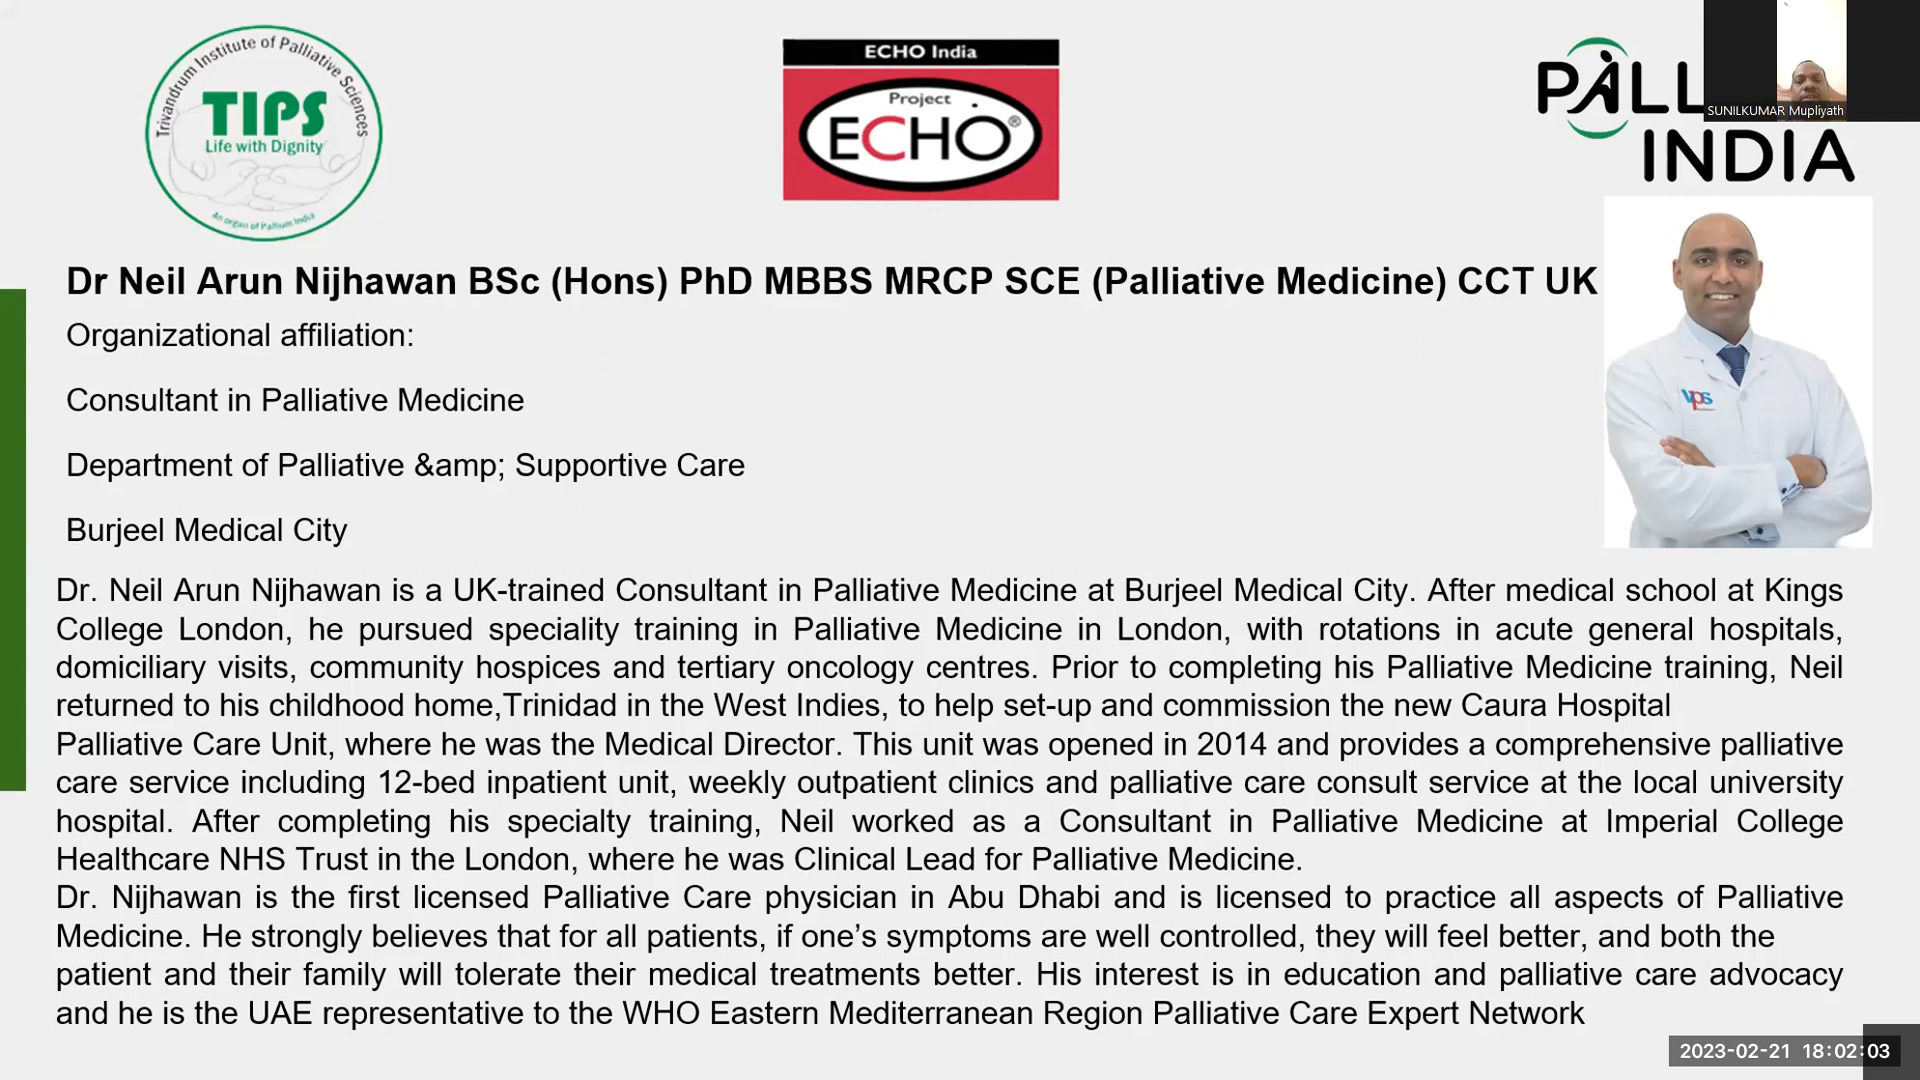 Trivandrum Institute of Palliative Sciences
TIPS
Life with Dignity
An organ of Pallium India
ECHO India
Project
ECHO®
PALL
INDIA
SUNILKUMAR Mupliyath
Dr Neil Arun Nijhawan BSc (Hons) PhD MBBS MRCP SCE (Palliative Medicine) CCT UK
Organizational affiliation:
Consultant in Palliative Medicine
Department of Palliative &amp; Supportive Care
Burjeel Medical City
VPS
Dr. Neil Arun Nijhawan is a UK-trained Consultant in Palliative Medicine at Burjeel Medical City. After medical school at Kings
College London, he pursued speciality training in Palliative Medicine in London, with rotations in acute general hospitals,
domiciliary visits, community hospices and tertiary oncology centres. Prior to completing his Palliative Medicine training, Neil
returned to his childhood home,Trinidad in the West Indies, to help set-up and commission the new Caura Hospital
Palliative Care Unit, where he was the Medical Director. This unit was opened in 2014 and provides a comprehensive palliative
care service including 12-bed inpatient unit, weekly outpatient clinics and palliative care consult service at the local university
hospital. After completing his specialty training, Neil worked as a Consultant in Palliative Medicine at Imperial College
Healthcare NHS Trust in the London, where he was Clinical Lead for Palliative Medicine.
Dr. Nijhawan is the first licensed Palliative Care physician in Abu Dhabi and is licensed to practice all aspects of Palliative
Medicine. He strongly believes that for all patients, if one’s symptoms are well controlled, they will feel better, and both the
patient and their family will tolerate their medical treatments better. His interest is in education and palliative care advocacy
and he is the UAE representative to the WHO Eastern Mediterranean Region Palliative Care Expert Network
2023-02-21 18:02:03